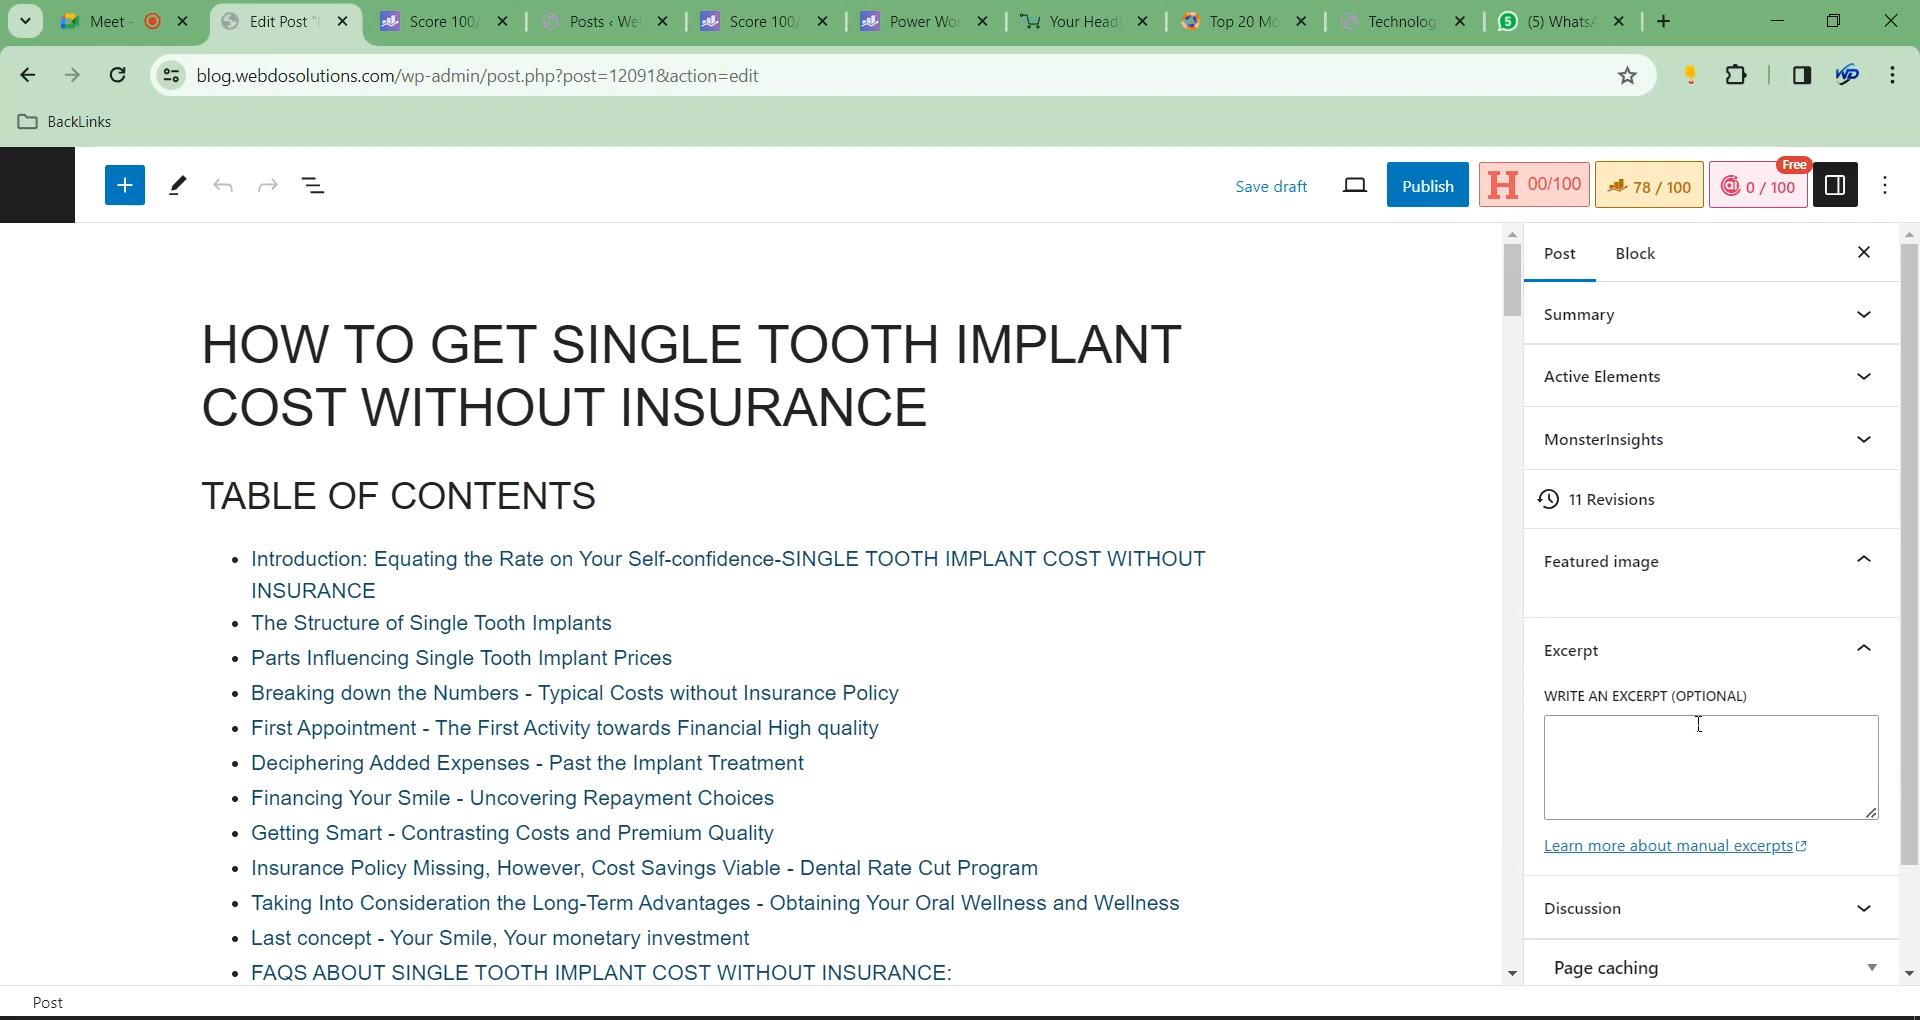 Meet -
Edit Post "
Score 100/
Posts ‹ We
Score 100/
Power Wo
Your Head
Top 20 Mo
Technolog
(5) Whats
blog.webdosolutions.com/wp-admin/post.php?post=12091&action=edit
BackLinks
Save draft
Publish
H 00/100
78 / 100
ai 0 / 100
Free
Post
Block
HOW TO GET SINGLE TOOTH IMPLANT
COST WITHOUT INSURANCE
TABLE OF CONTENTS
• Introduction: Equating the Rate on Your Self-confidence-SINGLE TOOTH IMPLANT COST WITHOUT
INSURANCE
• The Structure of Single Tooth Implants
• Parts Influencing Single Tooth Implant Prices
• Breaking down the Numbers - Typical Costs without Insurance Policy
• First Appointment - The First Activity towards Financial High quality
• Deciphering Added Expenses - Past the Implant Treatment
• Financing Your Smile - Uncovering Repayment Choices
• Getting Smart - Contrasting Costs and Premium Quality
• Insurance Policy Missing, However, Cost Savings Viable - Dental Rate Cut Program
• Taking Into Consideration the Long-Term Advantages - Obtaining Your Oral Wellness and Wellness
• Last concept - Your Smile, Your monetary investment
• FAQS ABOUT SINGLE TOOTH IMPLANT COST WITHOUT INSURANCE:
Summary
Active Elements
MonsterInsights
11 Revisions
Featured image
Excerpt
WRITE AN EXCERPT (OPTIONAL)
Learn more about manual excerpts
Discussion
Page caching
Post